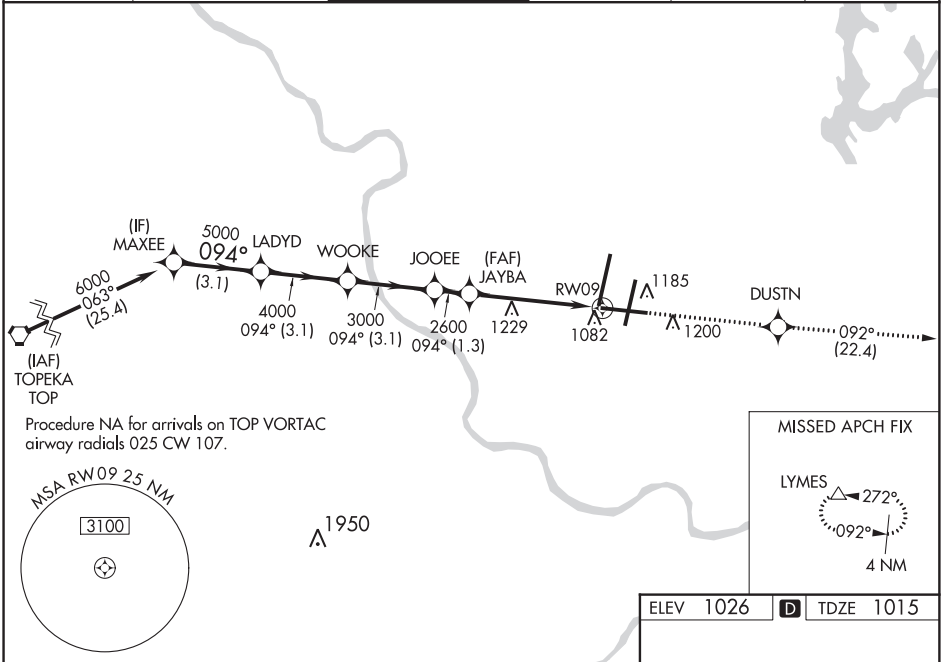 (IF)
MAXEE
5000
094°
(3.1)
LADYD
WOOKE
JOOEE
(FAF)
JAYBA
RW09
1185
DUSTN
6000
063°
(25.4)
4000
094° (3.1)
3000
094° (3.1)
2600
094° (1.3)
1229
1082
1200
092°
(22.4)
(IAF)
TOPEKA
TOP
Procedure NA for arrivals on TOP VORTAC
airway radials 025 CW 107.
MSA RW09 25 NM
3100
1950
MISSED APCH FIX
LYMES
272°
092°
4 NM
ELEV 1026 D TDZE 1015